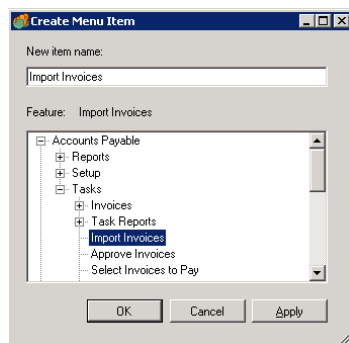 Create Menu Item
New item name:
Import Invoices
Feature: Import Invoices
Accounts Payable
Reports
Setup
Tasks
Invoices
Task Reports
Import Invoices
Approve Invoices
Select Invoices to Pay
OK Cancel Apply